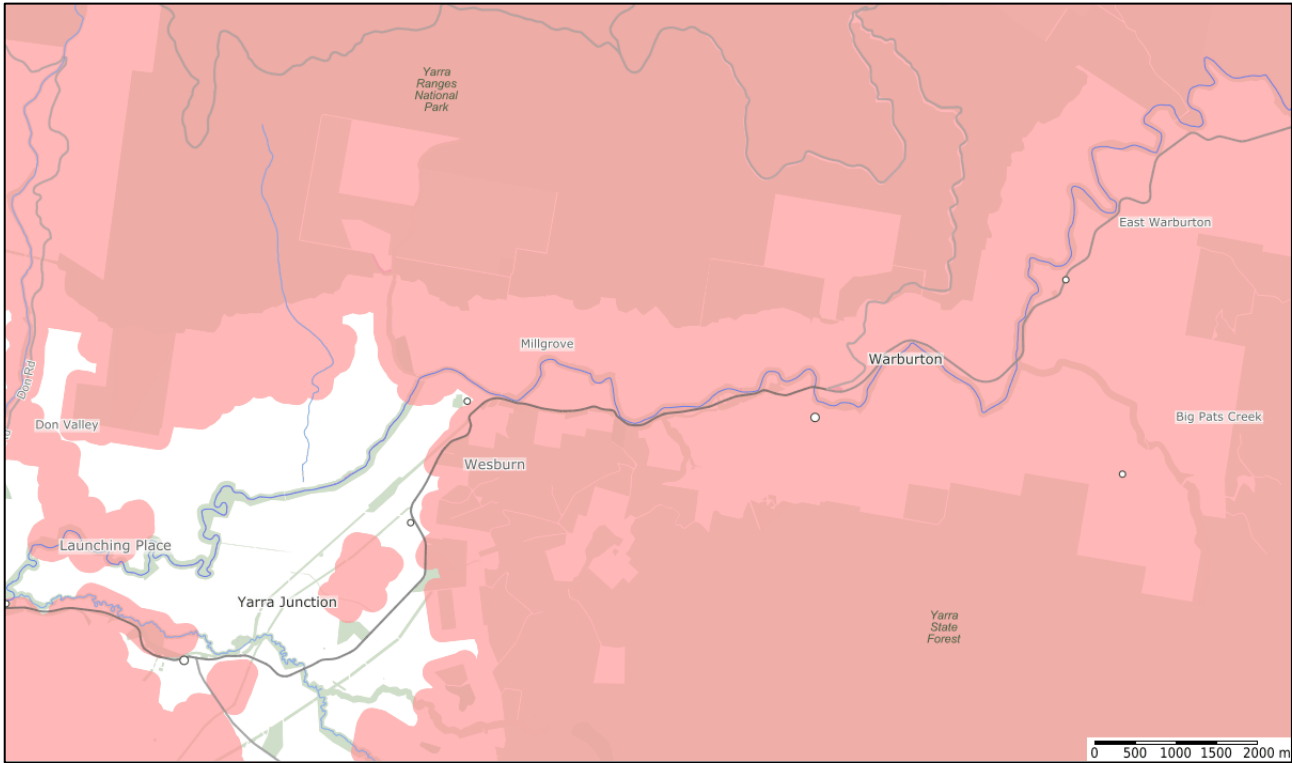 Yarra
Ranges
National
Park
East Warburton
Millgrove
Warburton
Don Rd
Don Valley
Big Pats Creek
e
Wesburn
Launching Place
Yarra Junction
Yarra
State
Forest
0 500 1000 1500 2000 m